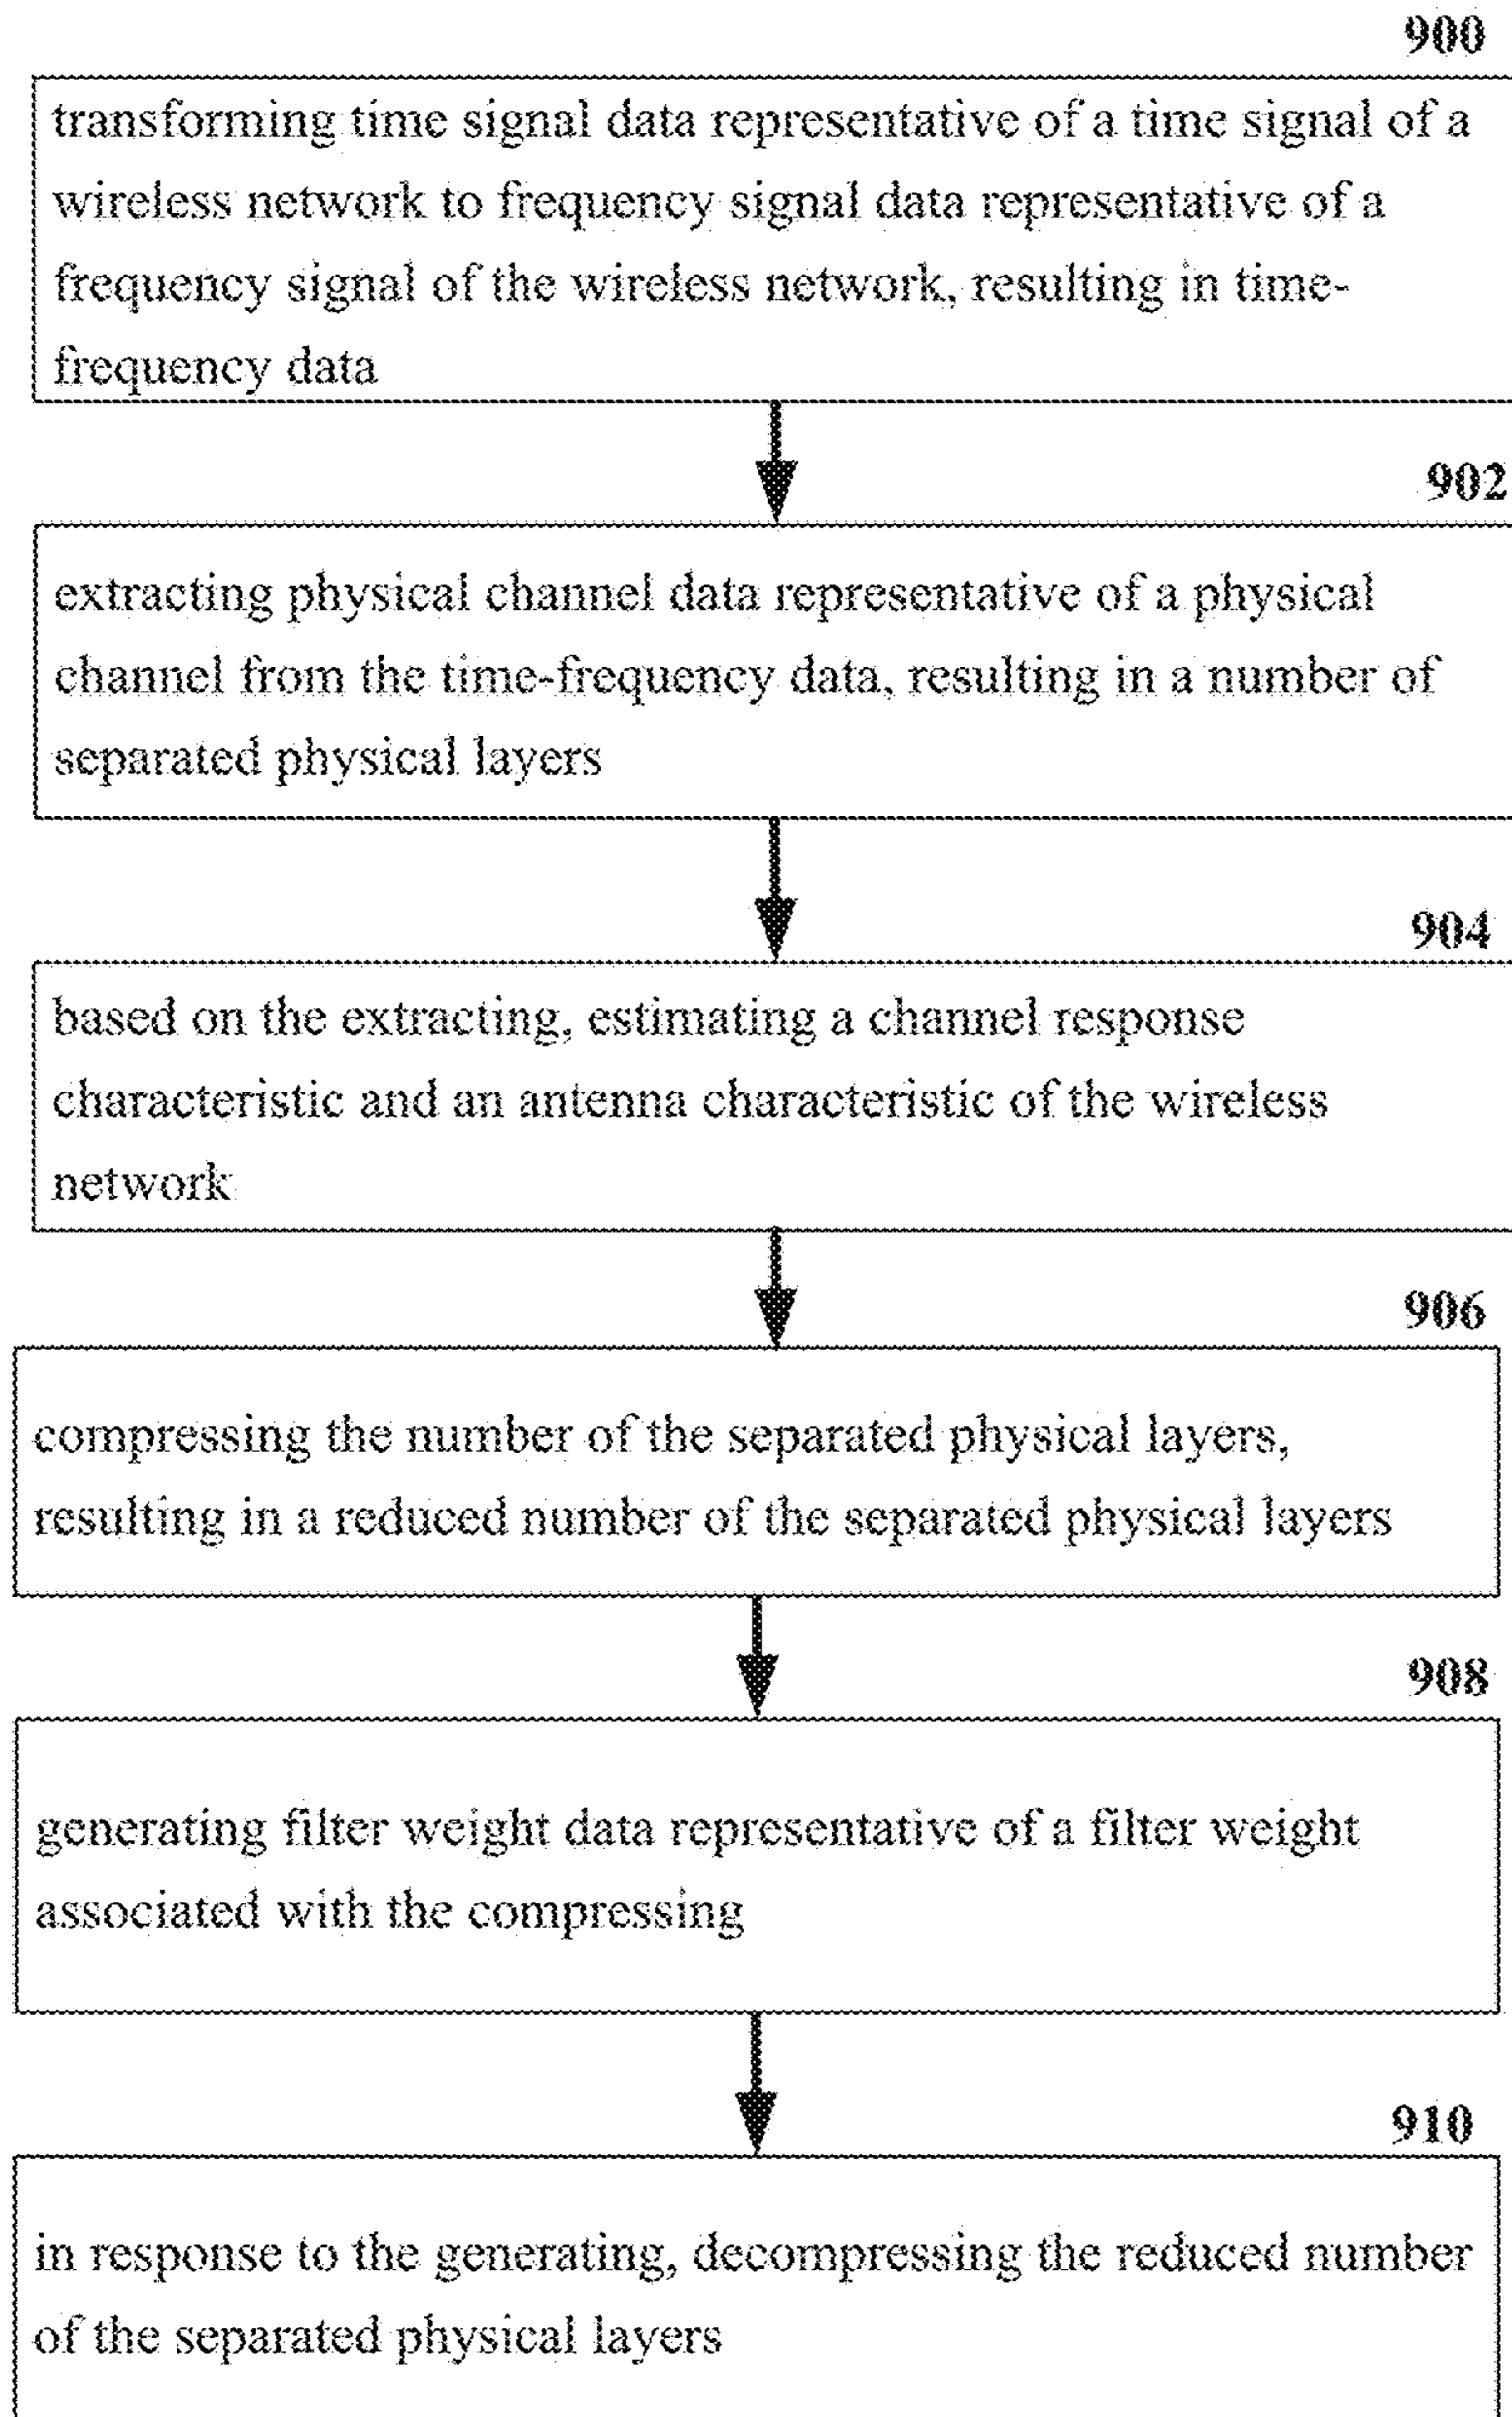 900
transforming time signal data representative of a time signal of a
wireless network to frequency signal data representative of a
frequency signal of the wireless network, resulting in time-
frequency data
902
extracting physical channel data representative of a physical
channel from the time-frequency data, resulting in a number of
separated physical layers
904
based on the extracting, estimating a channel response
characteristic and an antenna characteristic of the wireless
network
906
compressing the number of the separated physical layers,
resulting in a reduced number of the separated physical layers
908
generating filter weight data representative of a filter weight
associated with the compressing
910
in response to the generating, decompressing the reduced number
of the separated physical layers